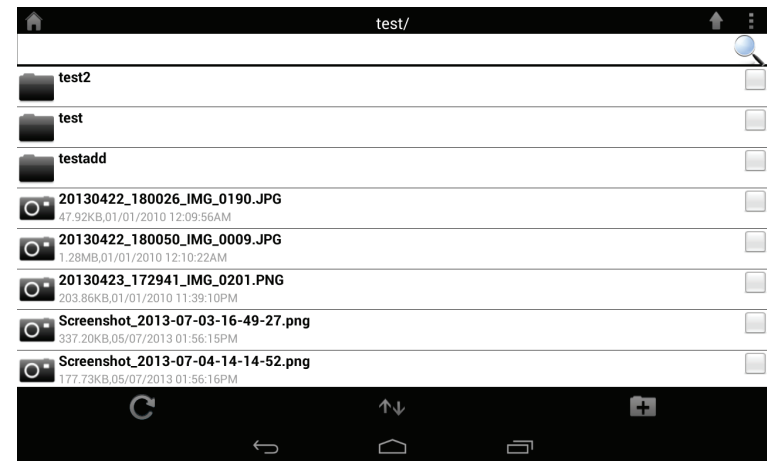 test/
test2
test
testadd
20130422_180026_IMG_0190.JPG
47.92KB,01/01/2010 12:09:56AM
20130422_180050_IMG_0009.JPG
1.28MB,01/01/2010 12:10:22AM
20130423_172941_IMG_0201.PNG
203.86KB,01/01/2010 11:39:10PM
Screenshot_2013-07-03-16-49-27.png
337.20KB,05/07/2013 01:56:15PM
Screenshot_2013-07-04-14-14-52.png
177.73KB,05/07/2013 01:56:16PM